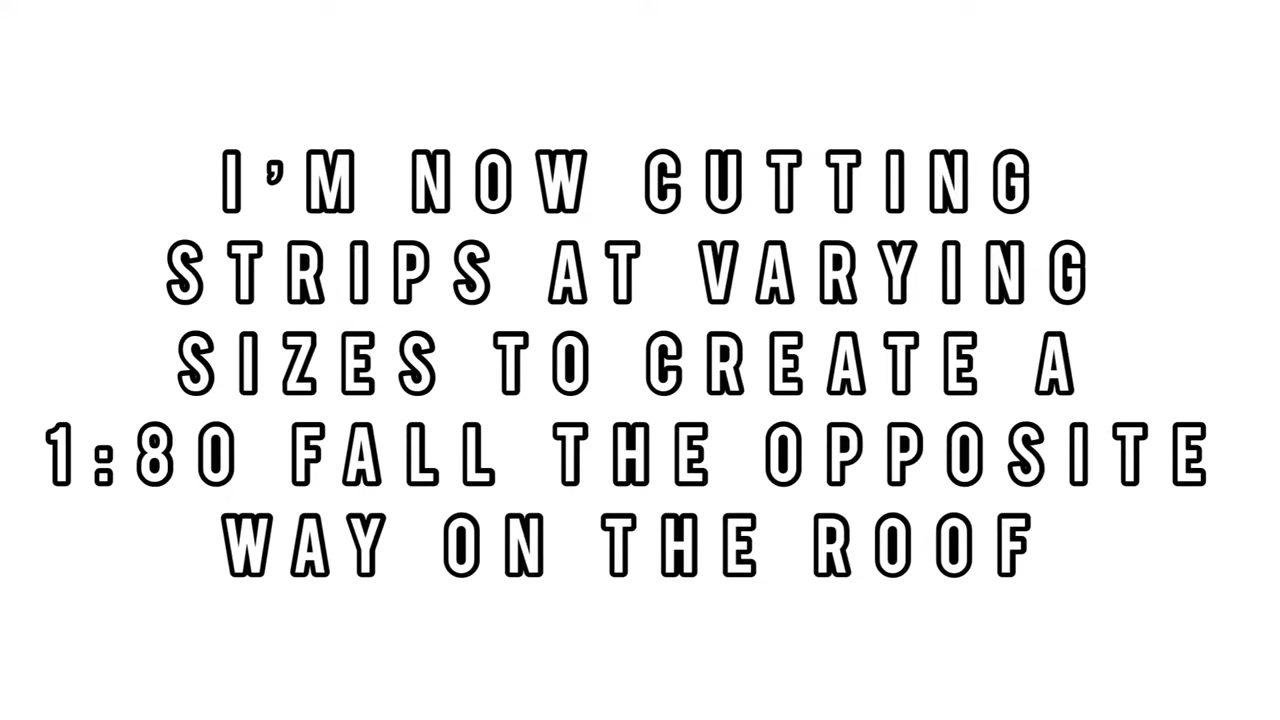 I'M NOW CUTTING
STRIPS AT VARYING
SIZES TO CREATE A
1:80 FALL THE OPPOSITE
WAY ON THE ROOF